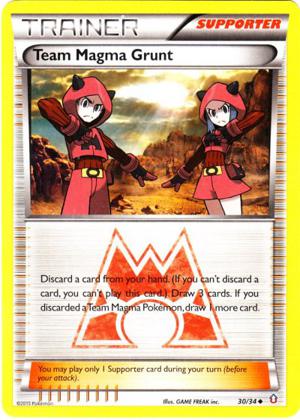 TRAINER
SUPPORTER
Team Magma Grunt
Discard a card from your hand. (If you can't discard a
card, you can't play this card.) Draw 3 cards. If you
discarded a Team Magma Pokémon, draw 1 more card.
You may play only 1 Supporter card during your turn (before
your attack).
©2015 Pokémon
Illus. GAME FREAK inc.
30/34